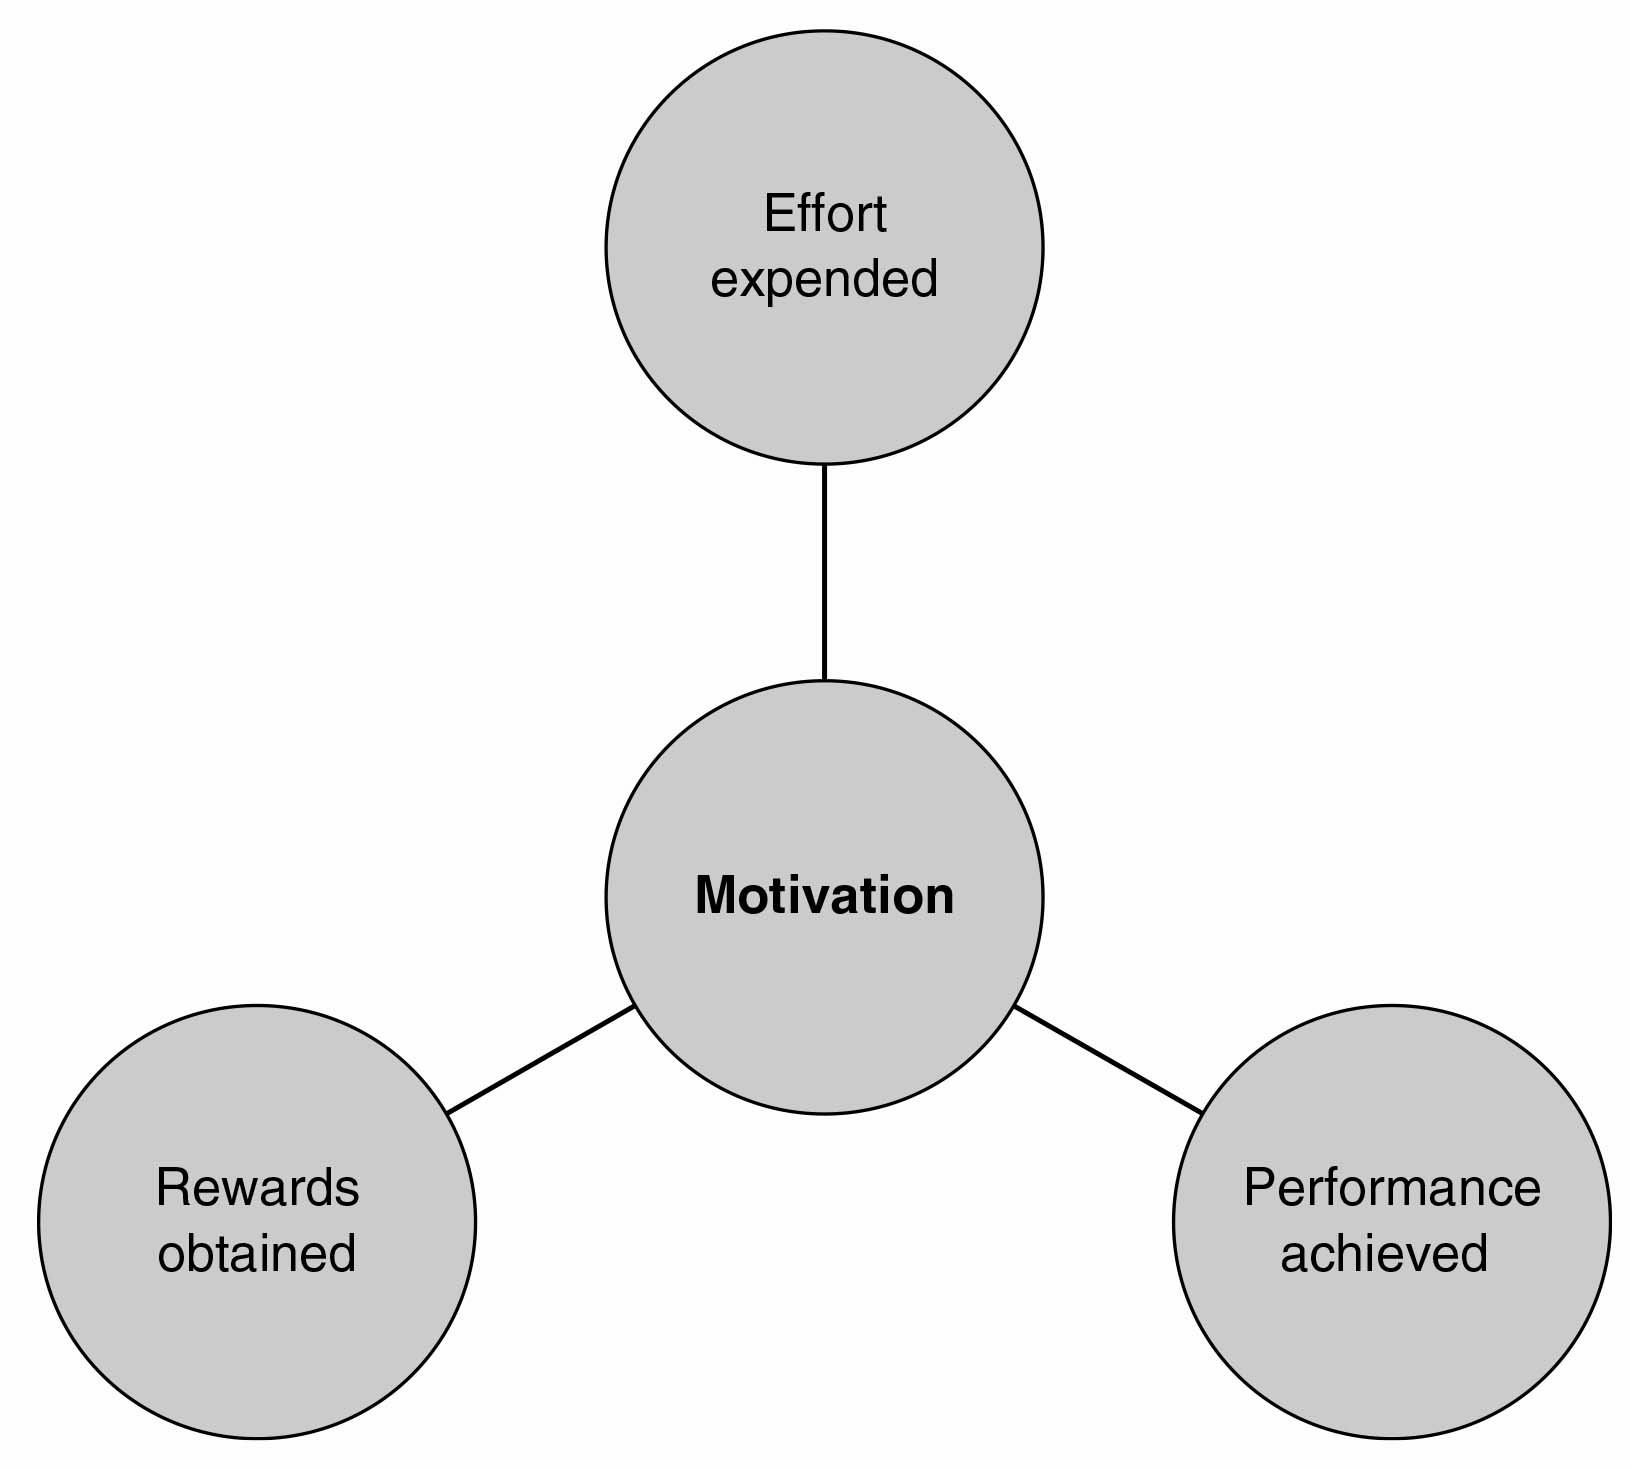 Effort
expended
Motivation
Rewards
obtained
Performance
achieved